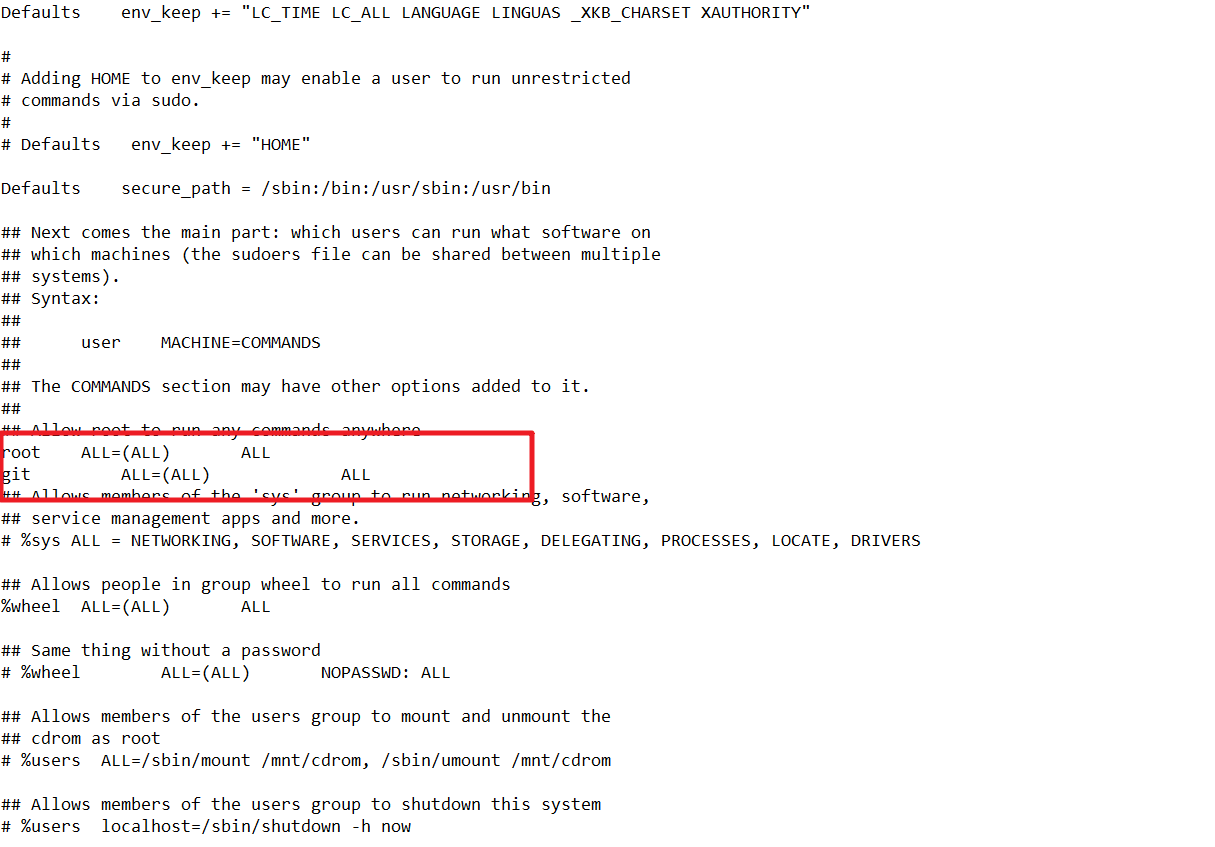 Defaults    env_keep += "LC_TIME LC_ALL LANGUAGE LINGUAS _XKB_CHARSET XAUTHORITY"

#
# Adding HOME to env_keep may enable a user to run unrestricted
# commands via sudo.
#
# Defaults   env_keep += "HOME"

Defaults    secure_path = /sbin:/bin:/usr/sbin:/usr/bin

## Next comes the main part: which users can run what software on
## which machines (the sudoers file can be shared between multiple
## systems).
## Syntax:
##
##      user    MACHINE=COMMANDS
##
## The COMMANDS section may have other options added to it.
##
## Allow root to run any commands anywhere
root    ALL=(ALL)       ALL
git         ALL=(ALL)             ALL
## Allows members of the 'sys' group to run networking, software,
## service management apps and more.
# %sys ALL = NETWORKING, SOFTWARE, SERVICES, STORAGE, DELEGATING, PROCESSES, LOCATE, DRIVERS

## Allows people in group wheel to run all commands
%wheel  ALL=(ALL)       ALL

## Same thing without a password
# %wheel        ALL=(ALL)       NOPASSWD: ALL

## Allows members of the users group to mount and unmount the
## cdrom as root
# %users  ALL=/sbin/mount /mnt/cdrom, /sbin/umount /mnt/cdrom

## Allows members of the users group to shutdown this system
# %users  localhost=/sbin/shutdown -h now